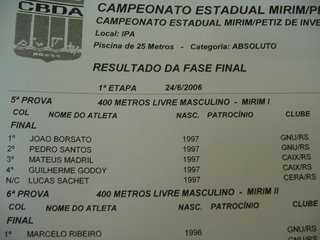 CBDA
CAMPEONATO ESTADUAL MIRIM/PE
CAMPEONATO ESTADUAL MIRIM/PETIZ DE INVE
Local: IPA
Piscina de 25 Metros - Categoria: ABSOLUTO
RESULTADO DA FASE FINAL
1ª ETAPA 24/6/2006
5ª PROVA 400 METROS LIVRE MASCULINO - MIRIM I
COL NOME DO ATLETA NASC. PATROCÍNIO CLUBE
FINAL
1º JOAO BORSATO 1997 GNU/RS
2º PEDRO SANTOS 1997 GNU/RS
3º MATEUS MADRIL 1997 CAIX/RS
4º GUILHERME GODOY 1997 CAIX/RS
N/C LUCAS SACHET 1997 CERA/RS
6ª PROVA 400 METROS LIVRE MASCULINO - MIRIM II
COL NOME DO ATLETA NASC. PATROCÍNIO CLUBE
FINAL
1º MARCELO RIBEIRO 1996 GNU/RS